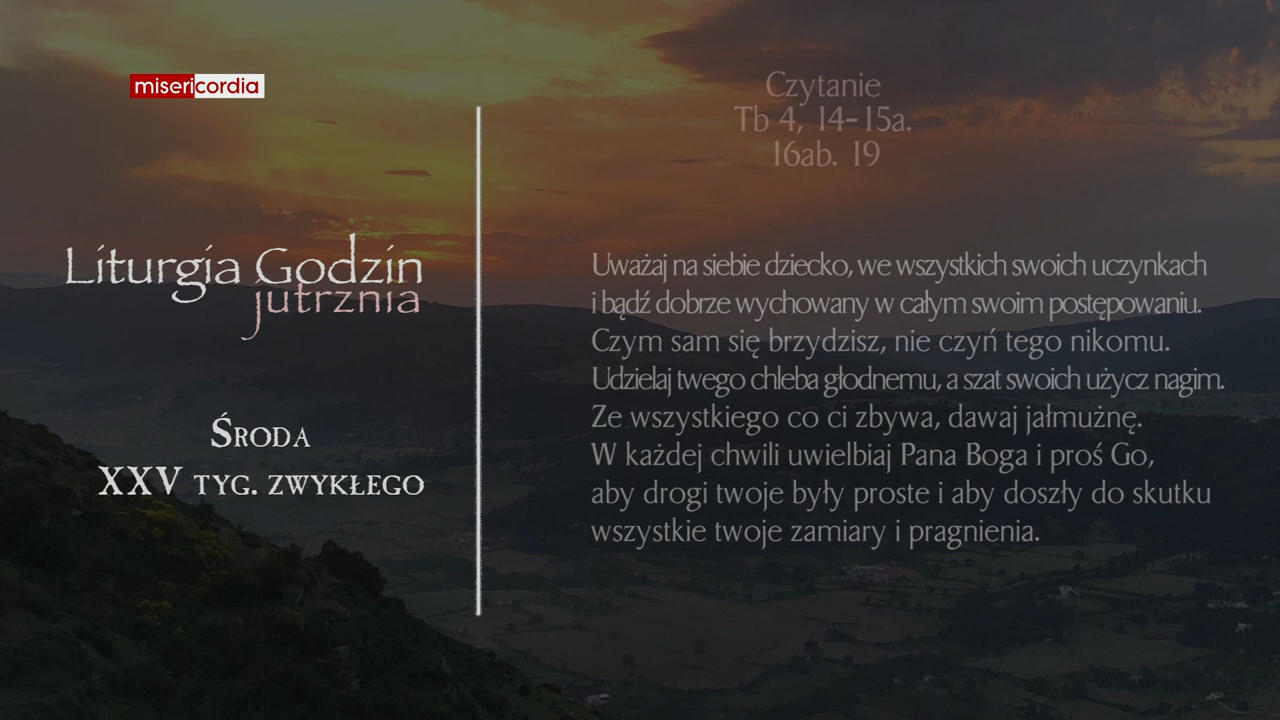 misericordia
Liturgia Godzin
jutrznia
Środa
XXV tyg. zwykłego
Czytanie
Tb 4, 14-15a.
16ab. 19
Uważaj na siebie dziecko, we wszystkich swoich uczynkach
i bądź dobrze wychowany w całym swoim postępowaniu.
Czym sam się brzydzisz, nie czyń tego nikomu.
Udzielaj twego chleba głodnemu, a szat swoich użycz nagim.
Ze wszystkiego co ci zbywa, dawaj jałmużnę.
W każdej chwili uwielbiaj Pana Boga i proś Go,
aby drogi twoje były proste i aby doszły do skutku
wszystkie twoje zamiary i pragnienia.